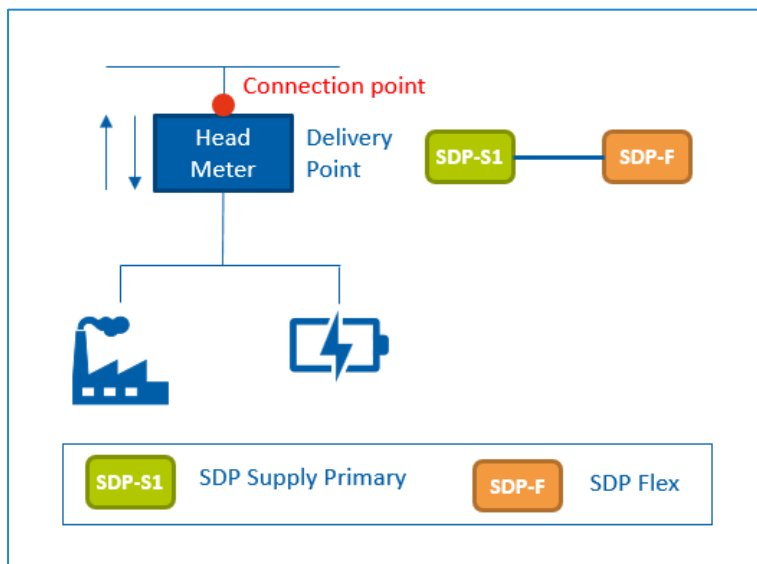 Connection point
Head
Meter
Delivery
Point
SDP-S1
SDP-F
SDP-S1
SDP Supply Primary
SDP-F
SDP Flex